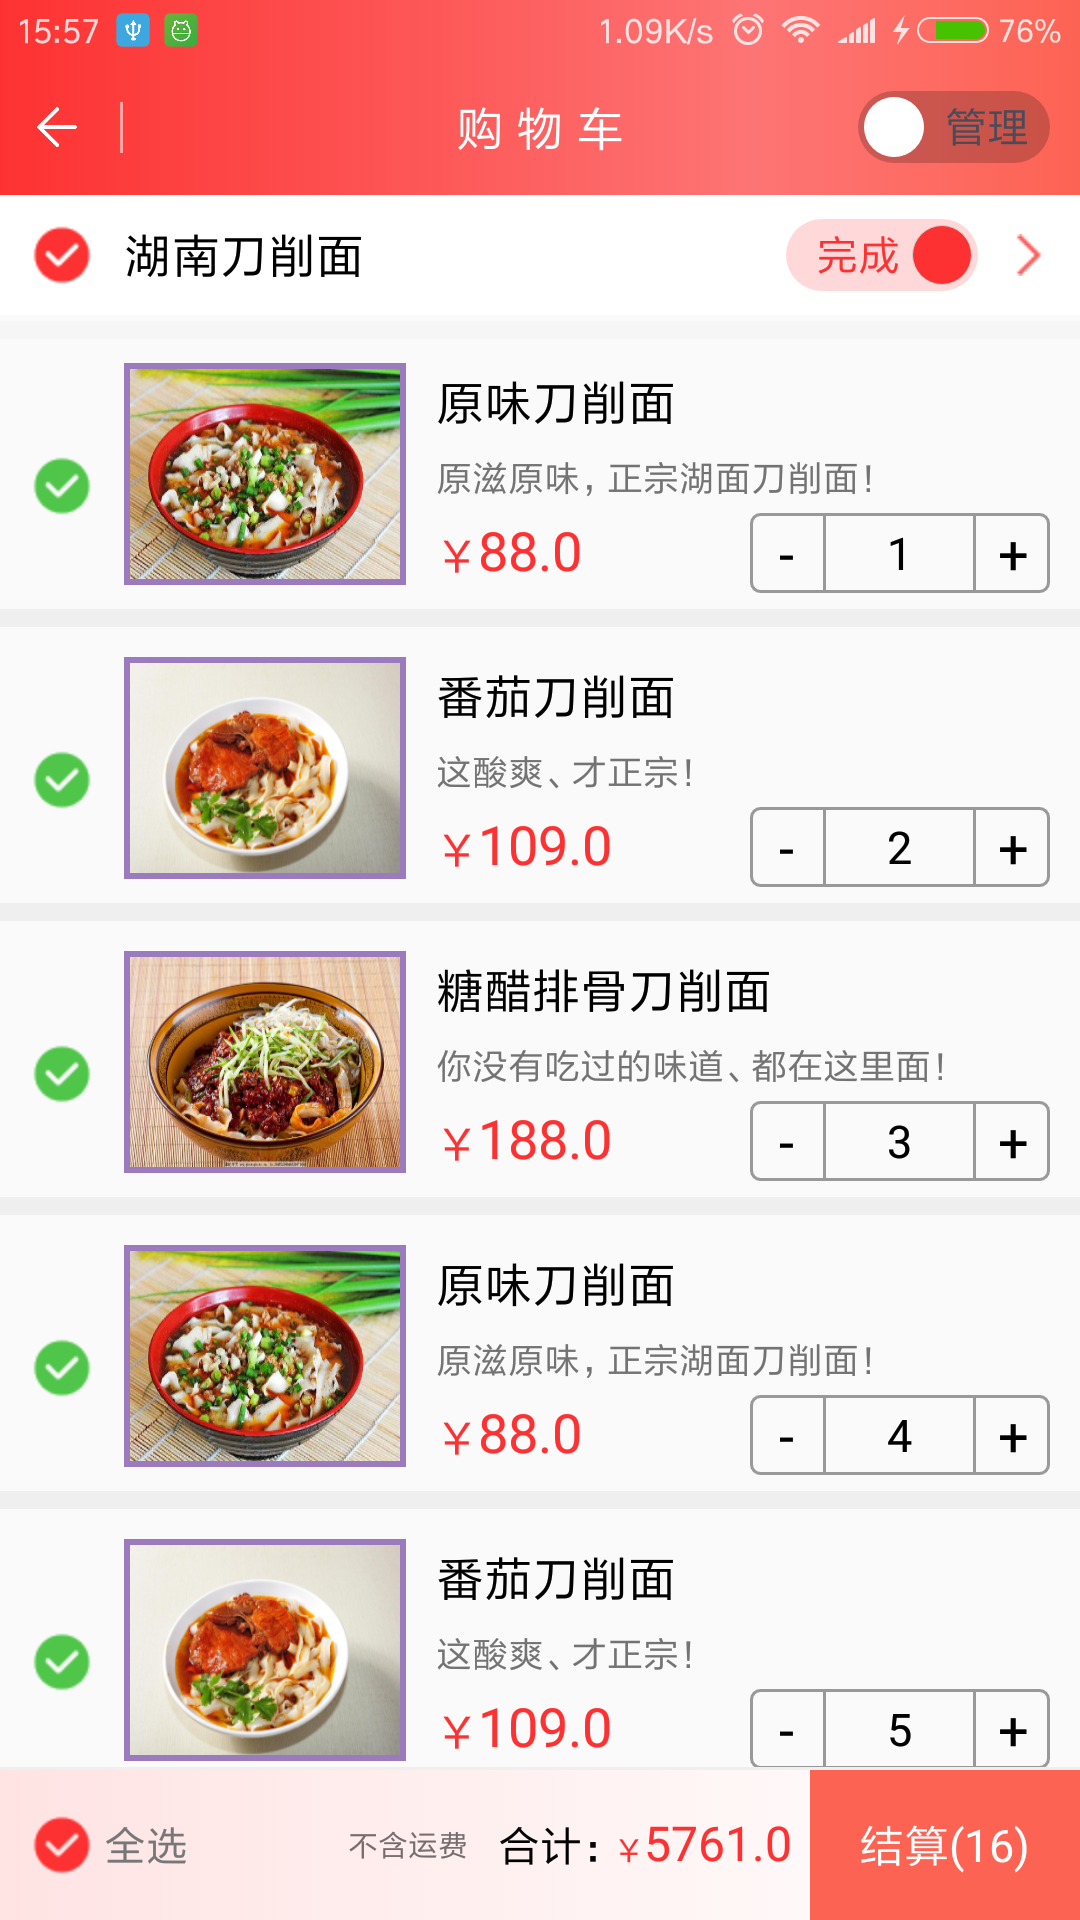 15:57 1.09K/s 76%
购物车 管理
湖南刀削面 完成
原味刀削面
原滋原味，正宗湖面刀削面！
￥88.0 - 1 +
番茄刀削面
这酸爽、才正宗！
￥109.0 - 2 +
糖醋排骨刀削面
你没有吃过的味道、都在这里面！
￥188.0 - 3 +
原味刀削面
原滋原味，正宗湖面刀削面！
￥88.0 - 4 +
番茄刀削面
这酸爽、才正宗！
￥109.0 - 5 +
全选 不含运费 合计：￥5761.0 结算(16)